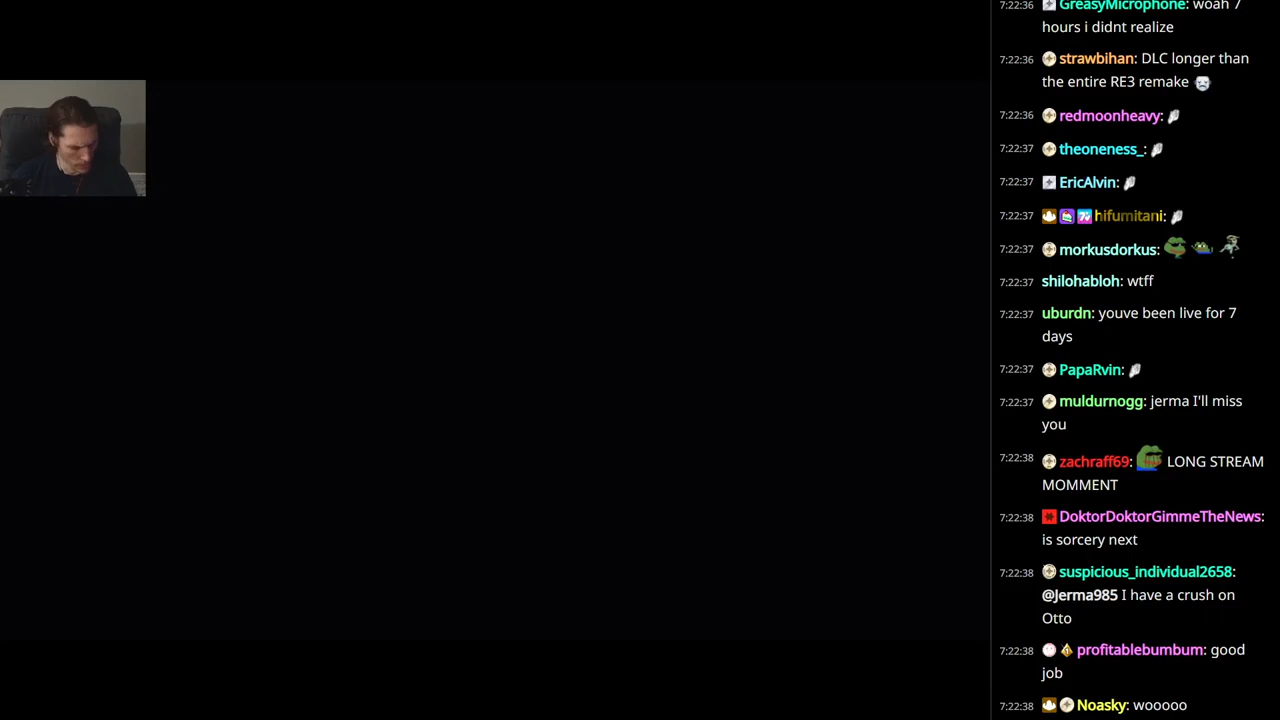 7:22:36 GreasyMicrophone: woah 7
hours i didnt realize
7:22:36 strawbihan: DLC longer than
the entire RE3 remake
7:22:36 redmoonheavy:
7:22:37 theoneness_:
7:22:37 EricAlvin:
7:22:37 hifumitani:
7:22:37 morkusdorkus:
7:22:37 shilohabloh: wtff
7:22:37 uburdn: youve been live for 7
days
7:22:37 PapaRvin:
7:22:37 muldurnogg: jerma I'll miss
you
7:22:38 zachraff69: LONG STREAM
MOMMENT
7:22:38 DoktorDoktorGimmeTheNews:
is sorcery next
7:22:38 suspicious_individual2658:
@Jerma985 I have a crush on
Otto
7:22:38 profitablebumbum: good
job
7:22:38 Noasky: wooooo